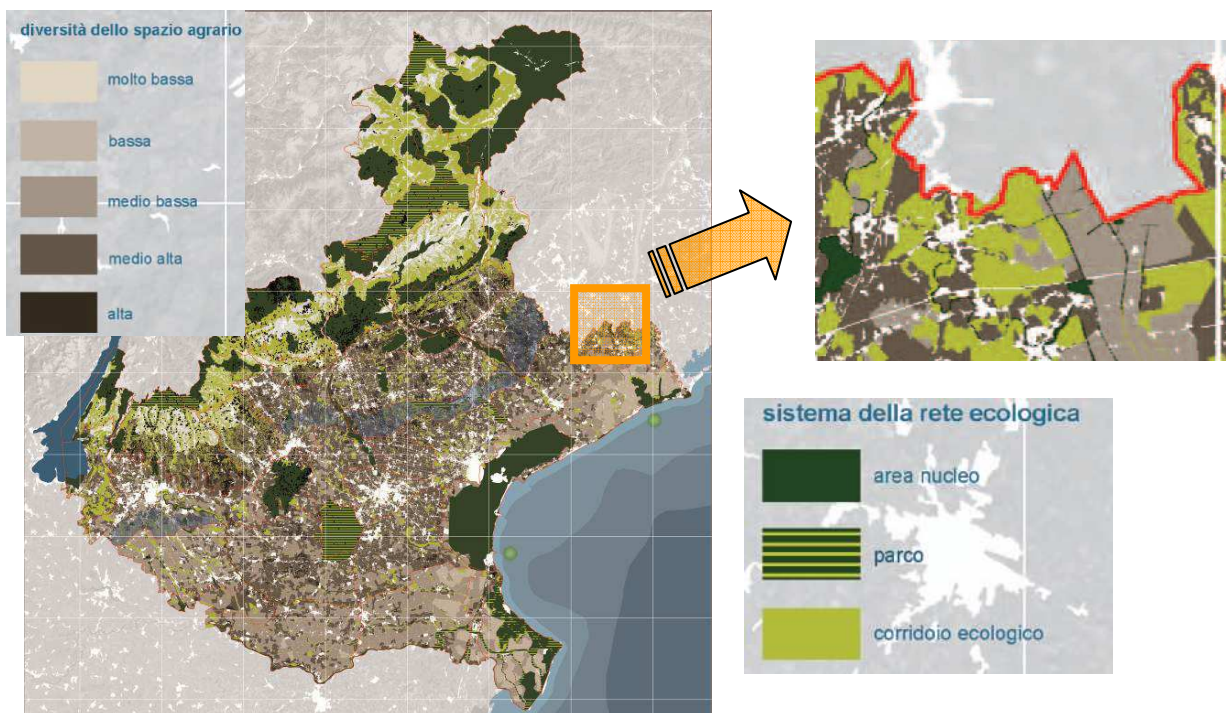 diversità dello spazio agrario
molto bassa
bassa
medio bassa
medio alta
alta
sistema della rete ecologica
area nucleo
parco
corridoio ecologico